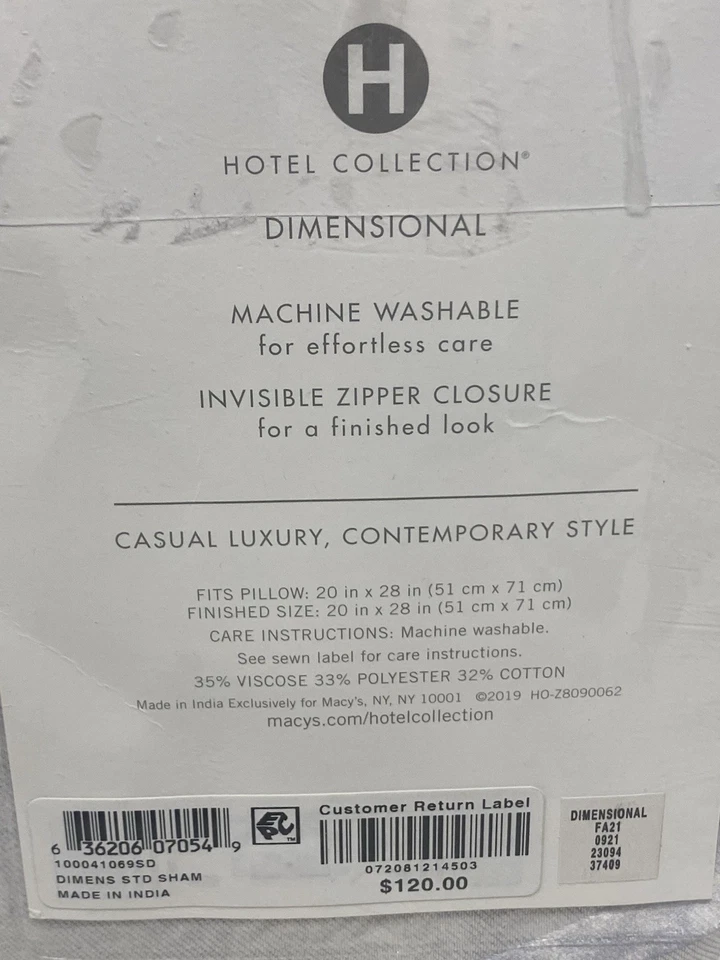 H
HOTEL COLLECTION®
DIMENSIONAL
MACHINE WASHABLE
for effortless care
INVISIBLE ZIPPER CLOSURE
for a finished look
CASUAL LUXURY, CONTEMPORARY STYLE
FITS PILLOW: 20 in x 28 in (51 cm x 71 cm)
FINISHED SIZE: 20 in x 28 in (51 cm x 71 cm)
CARE INSTRUCTIONS: Machine washable.
See sewn label for care instructions.
35% VISCOSE 33% POLYESTER 32% COTTON
Made in India Exclusively for Macy's, NY, NY 10001 ©2019 HO-Z8090062
macys.com/hotelcollection
6 36206 07054 9
100041069SD
DIMENS STD SHAM
MADE IN INDIA
EPC™
Customer Return Label
072081214503
$120.00
DIMENSIONAL
FA21
0921
23094
37409